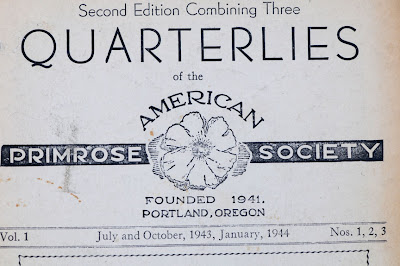 Second Edition Combining Three
QUARTERLIES
of the
AMERICAN
PRIMROSE SOCIETY
FOUNDED 1941.
PORTLAND, OREGON
Vol. 1 July and October, 1943, January, 1944 Nos. 1, 2, 3